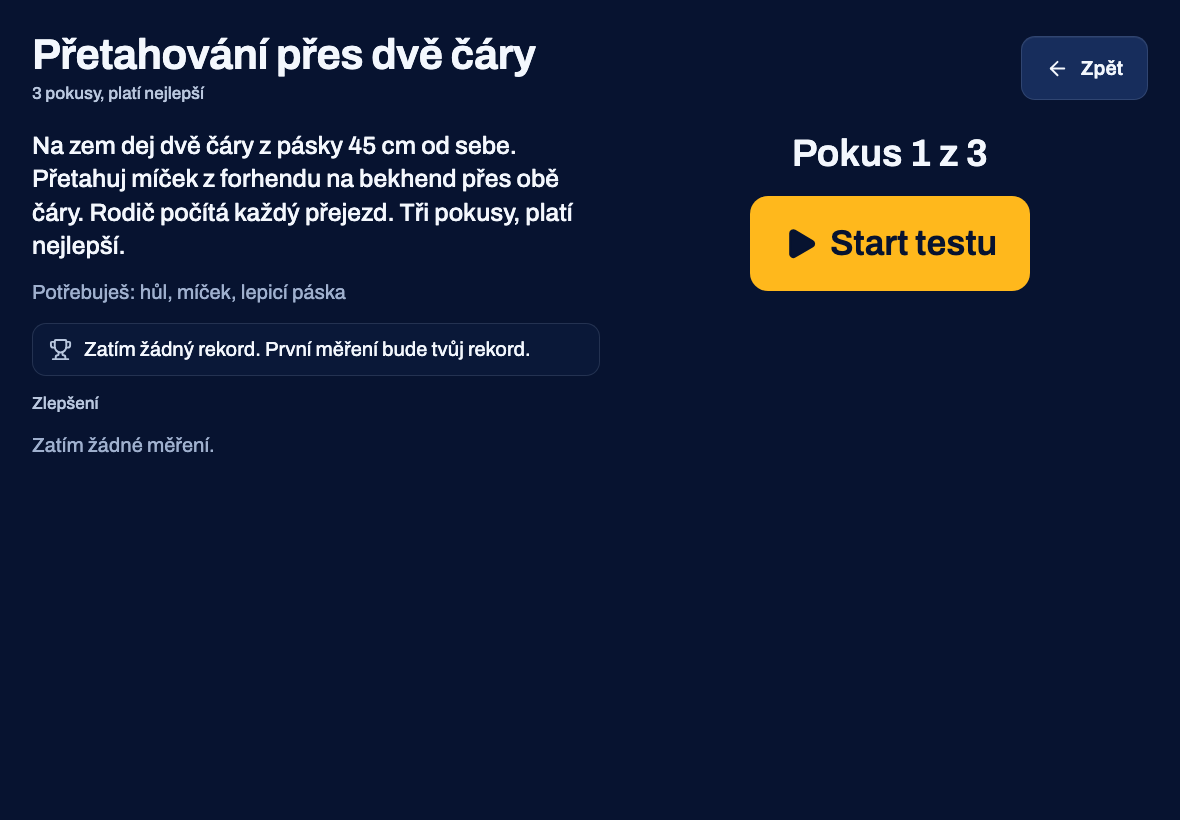 Přetahování přes dvě čáry
3 pokusy, platí nejlepší
Zpět
Na zem dej dvě čáry z pásky 45 cm od sebe.
Přetahuj míček z forhendu na bekhend přes obě
čáry. Rodič počítá každý přejezd. Tři pokusy, platí
nejlepší.
Potřebuješ: hůl, míček, lepicí páska
Zatím žádný rekord. První měření bude tvůj rekord.
Zlepšení
Zatím žádné měření.
Pokus 1 z 3
Start testu